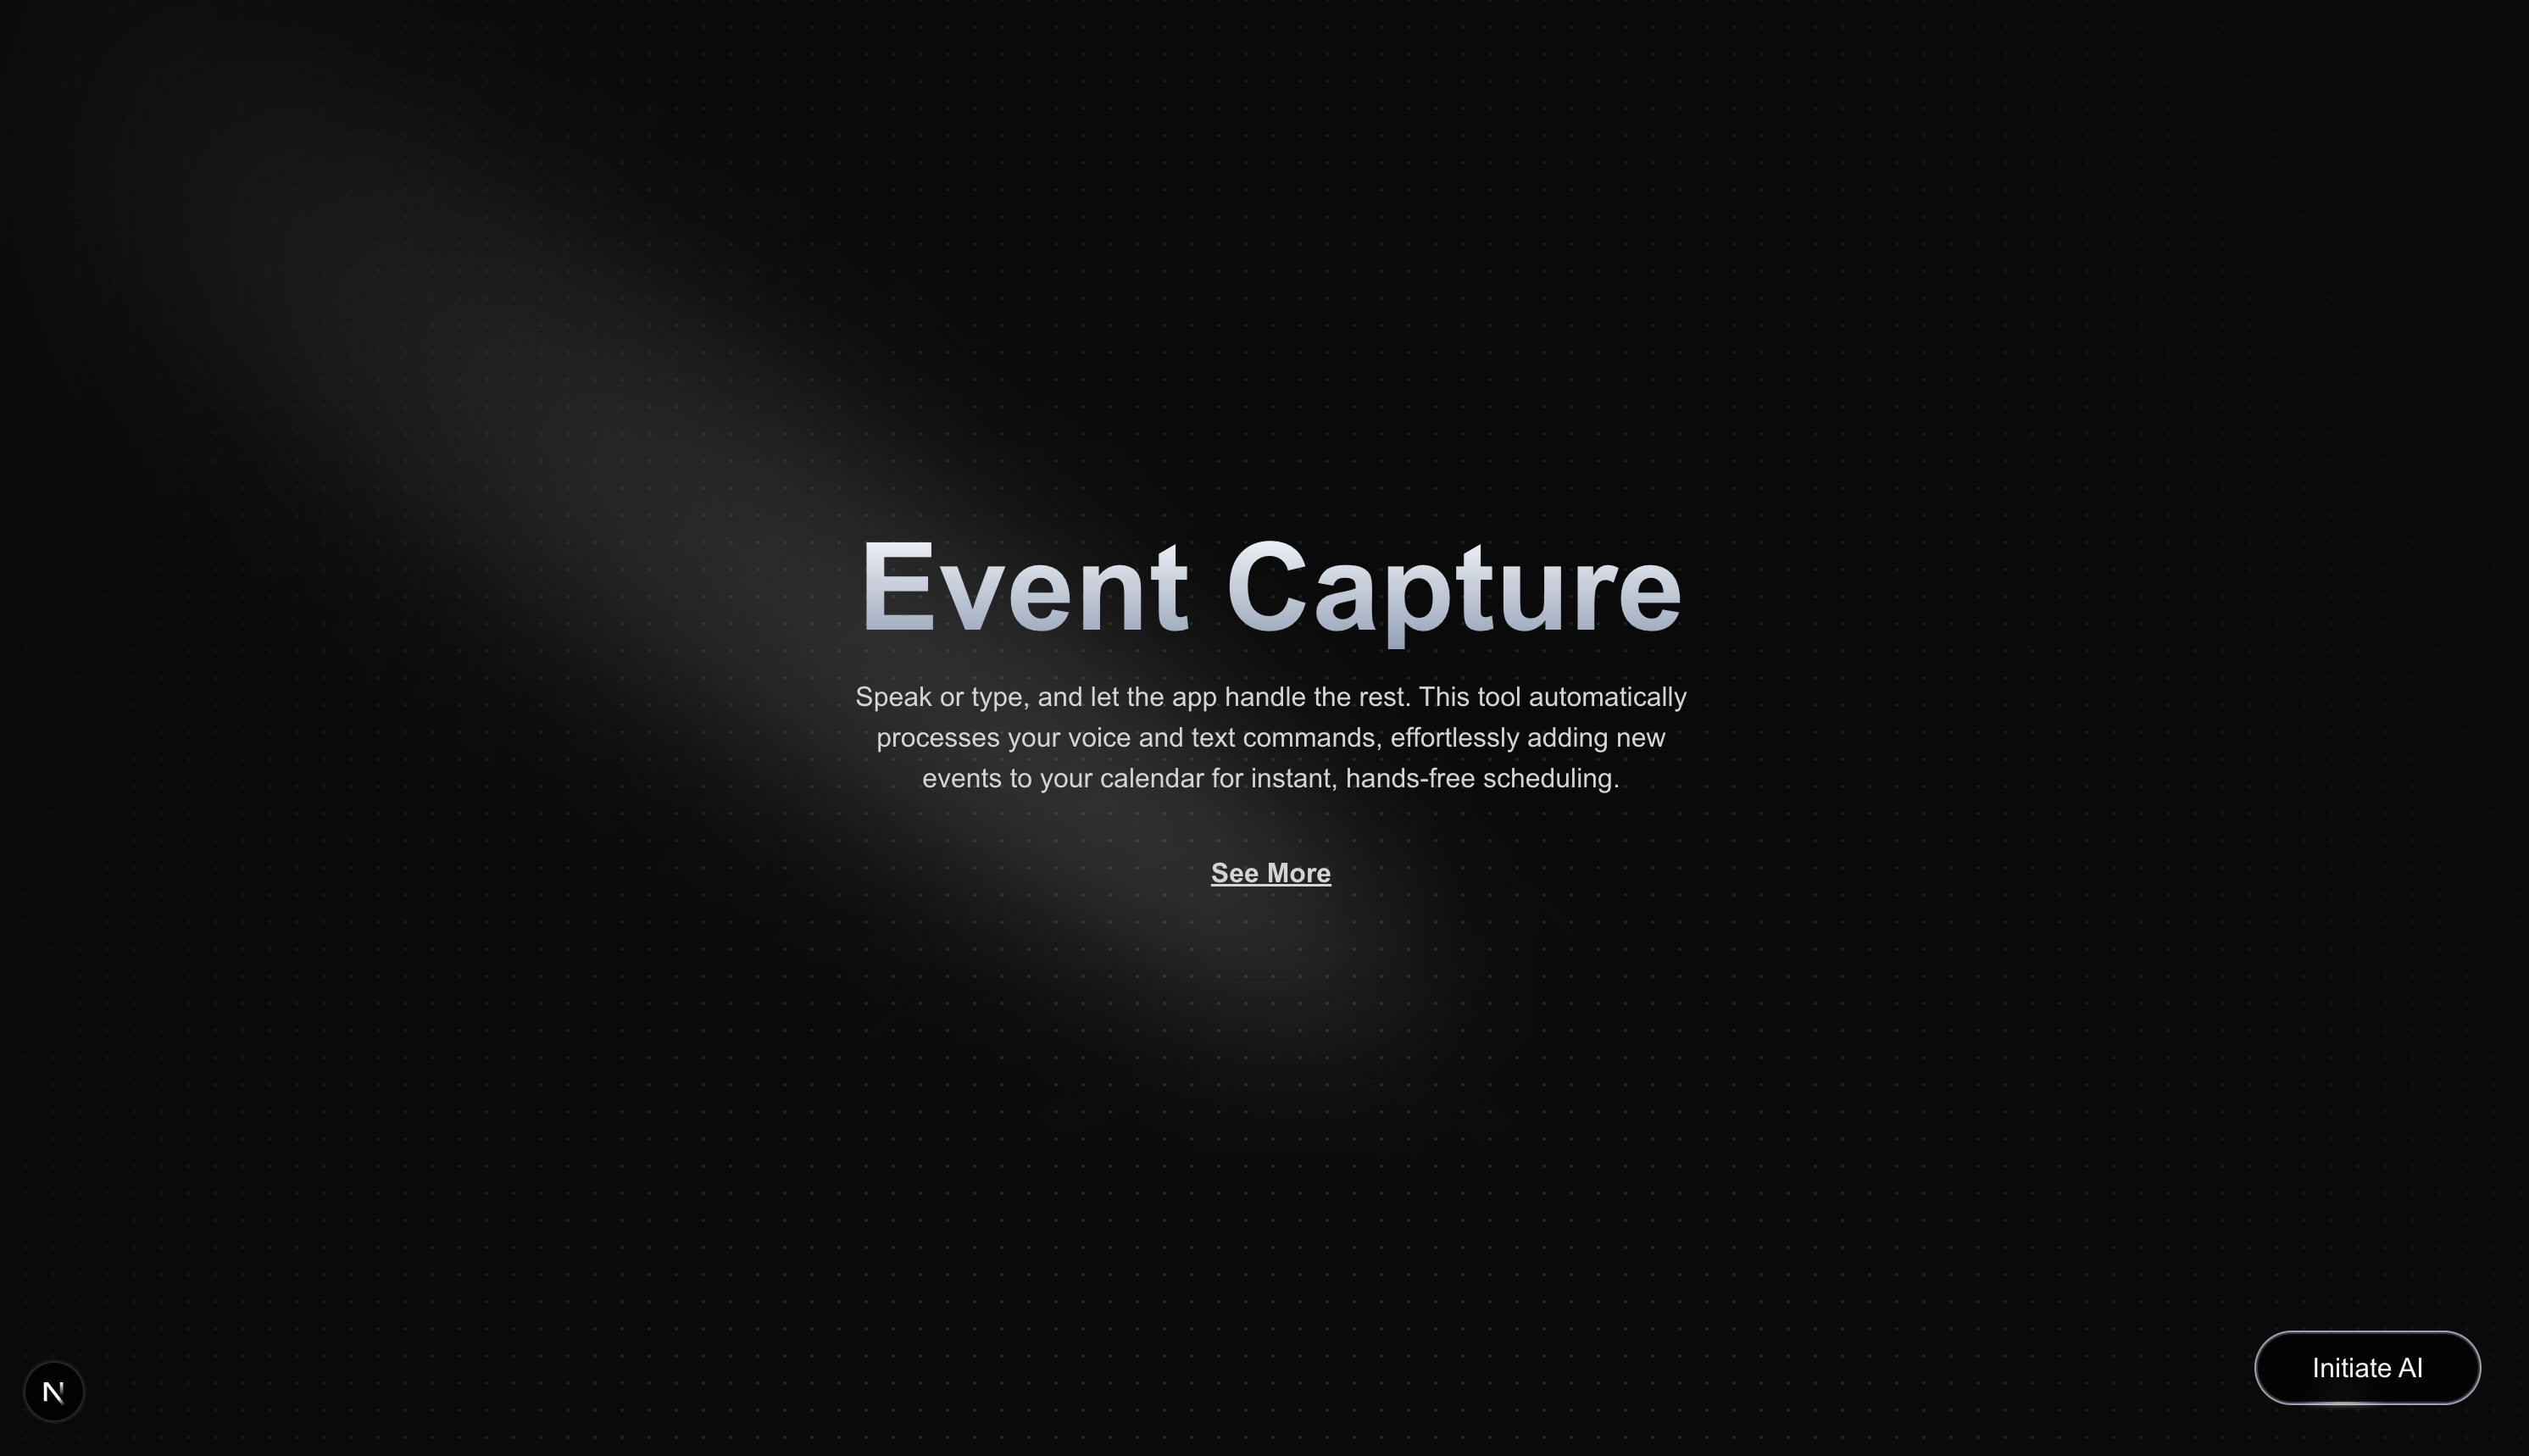 Event Capture
Speak or type, and let the app handle the rest. This tool automatically
processes your voice and text commands, effortlessly adding new
events to your calendar for instant, hands-free scheduling.
See More
N
Initiate AI